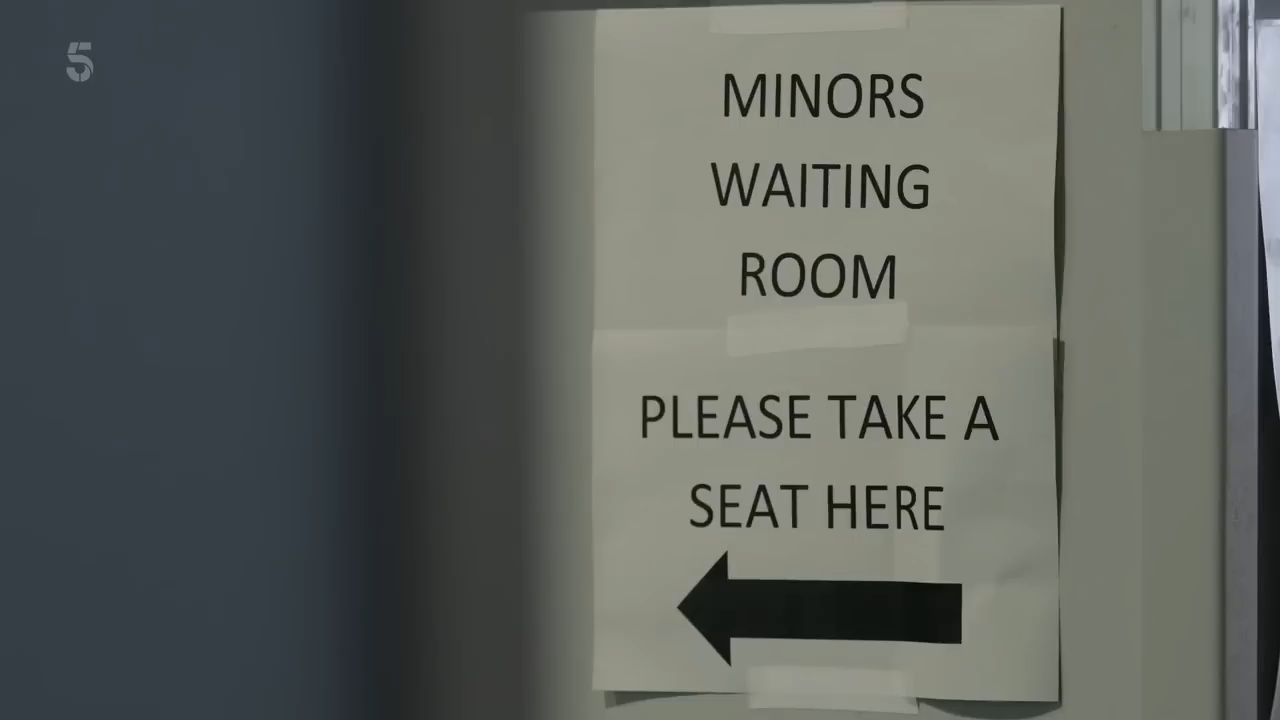 5
MINORS
WAITING
ROOM
PLEASE TAKE A
SEAT HERE